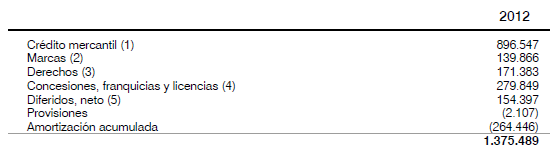 2012
Crédito mercantil (1) 896.547
Marcas (2) 139.866
Derechos (3) 171.383
Concesiones, franquicias y licencias (4) 279.849
Diferidos, neto (5) 154.397
Provisiones (2.107)
Amortización acumulada (264.446)
1.375.489